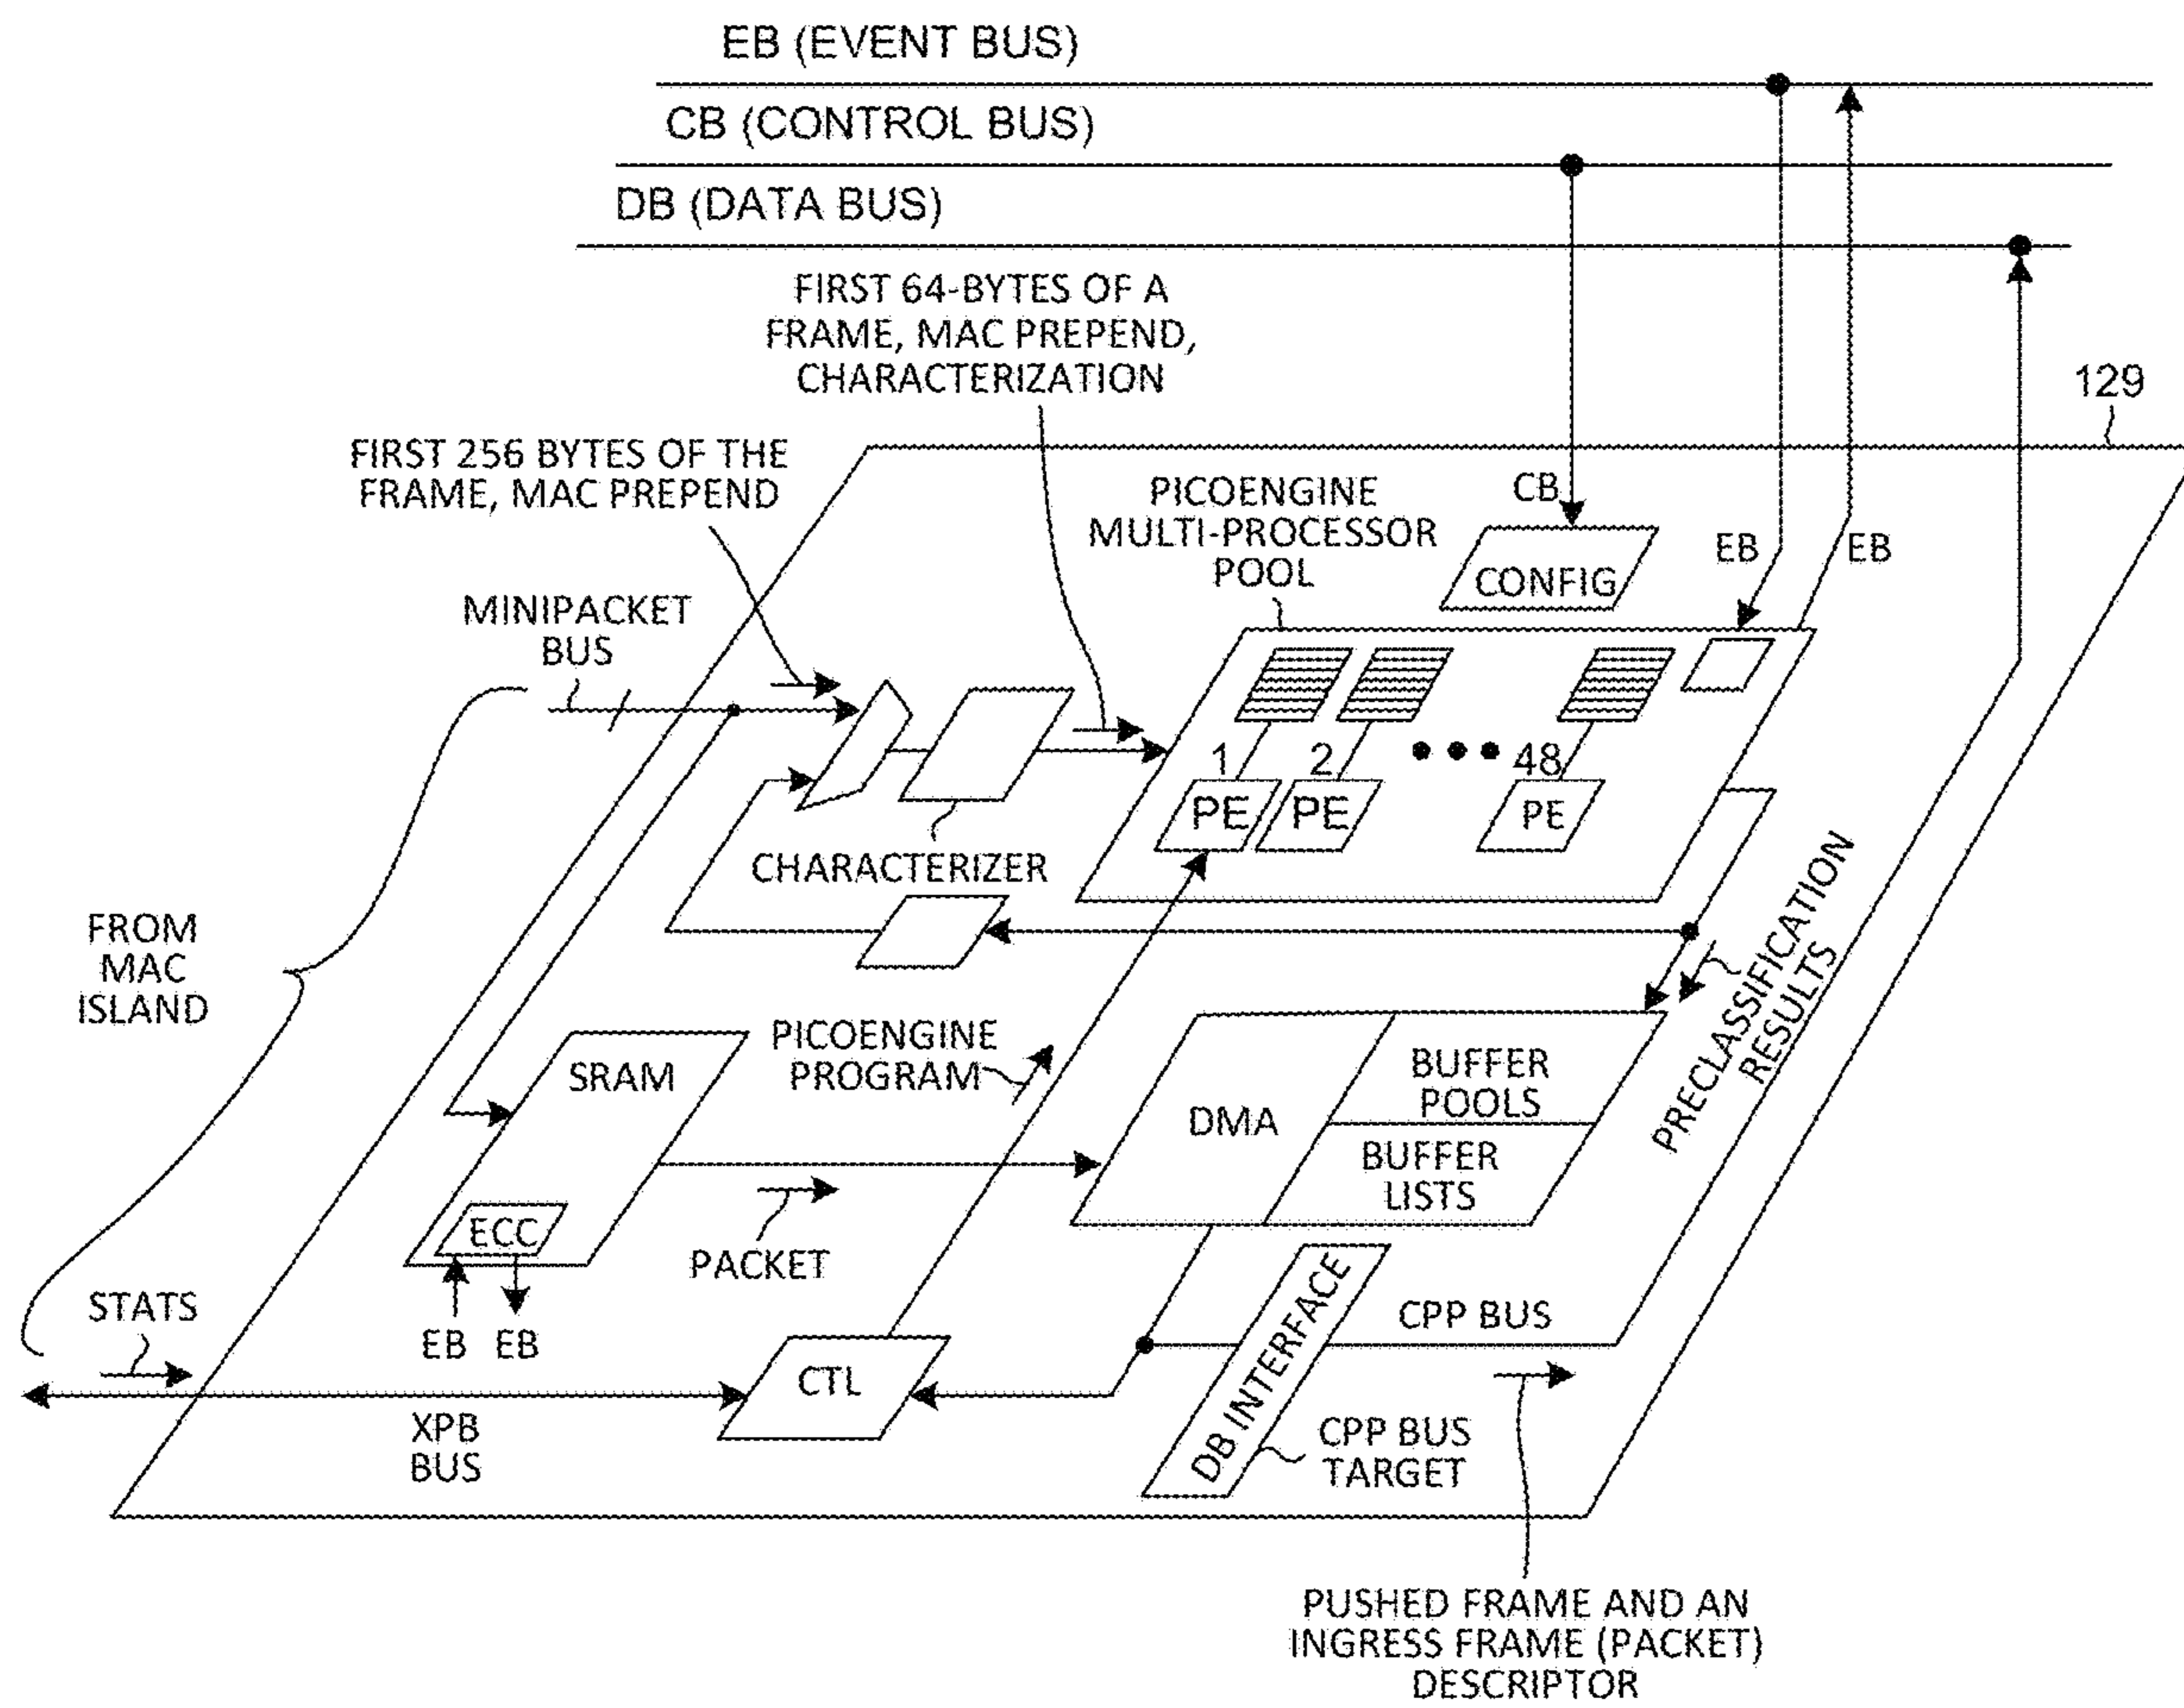 EB (EVENT BUS)
CB (CONTROL BUS)
DB (DATA BUS)
FIRST 64-BYTES OF A
FRAME, MAC PREPEND,
CHARACTERIZATION
129
FIRST 256 BYTES OF THE
FRAME, MAC PREPEND
PICOENGINE
MULTI-PROCESSOR
POOL
CB
CONFIG
EB
EB
MINIPACKET
BUS
1
2
48
PE
PE
PE
CHARACTERIZER
FROM
MAC
ISLAND
PRECLASSIFICATION
RESULTS
SRAM
PICOENGINE
PROGRAM
DMA
BUFFER
POOLS
BUFFER
LISTS
ECC
PACKET
EB
EB
STATS
CTL
XPB
BUS
DB INTERFACE
CPP BUS
CPP BUS
TARGET
PUSHED FRAME AND AN
INGRESS FRAME (PACKET)
DESCRIPTOR